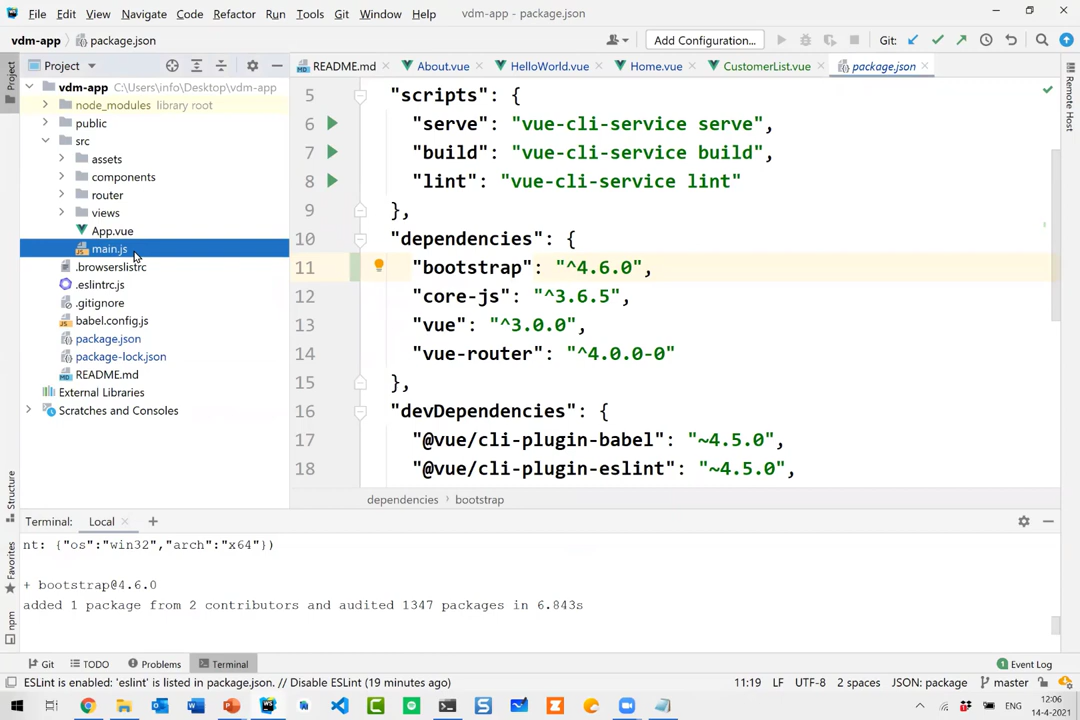 File Edit View Navigate Code Refactor Run Tools Git Window Help vdm-app - package.json
vdm-app package.json Add Configuration... Git:
Project README.md About.vue HelloWorld.vue Home.vue CustomerList.vue package.json
vdm-app C:\Users\info\Desktop\vdm-app
node_modules library root
public
src
assets
components
router
views
App.vue
main.js
.browserslistrc
.eslintrc.js
.gitignore
babel.config.js
package.json
package-lock.json
README.md
External Libraries
Scratches and Consoles
5 "scripts": {
6 "serve": "vue-cli-service serve",
7 "build": "vue-cli-service build",
8 "lint": "vue-cli-service lint"
9 },
10 "dependencies": {
11 "bootstrap": "^4.6.0",
12 "core-js": "^3.6.5",
13 "vue": "^3.0.0",
14 "vue-router": "^4.0.0-0"
15 },
16 "devDependencies": {
17 "@vue/cli-plugin-babel": "~4.5.0",
18 "@vue/cli-plugin-eslint": "~4.5.0",
dependencies › bootstrap
Project
Structure
Favorites
npm
Remote Host
Terminal: Local
nt: {"os":"win32","arch":"x64"})
+ bootstrap@4.6.0
added 1 package from 2 contributors and audited 1347 packages in 6.843s
Git TODO Problems Terminal 1 Event Log
ESLint is enabled: 'eslint' is listed in package.json. // Disable ESLint (19 minutes ago) 11:19 LF UTF-8 2 spaces JSON: package master
ENG 12:06
14-4-2021